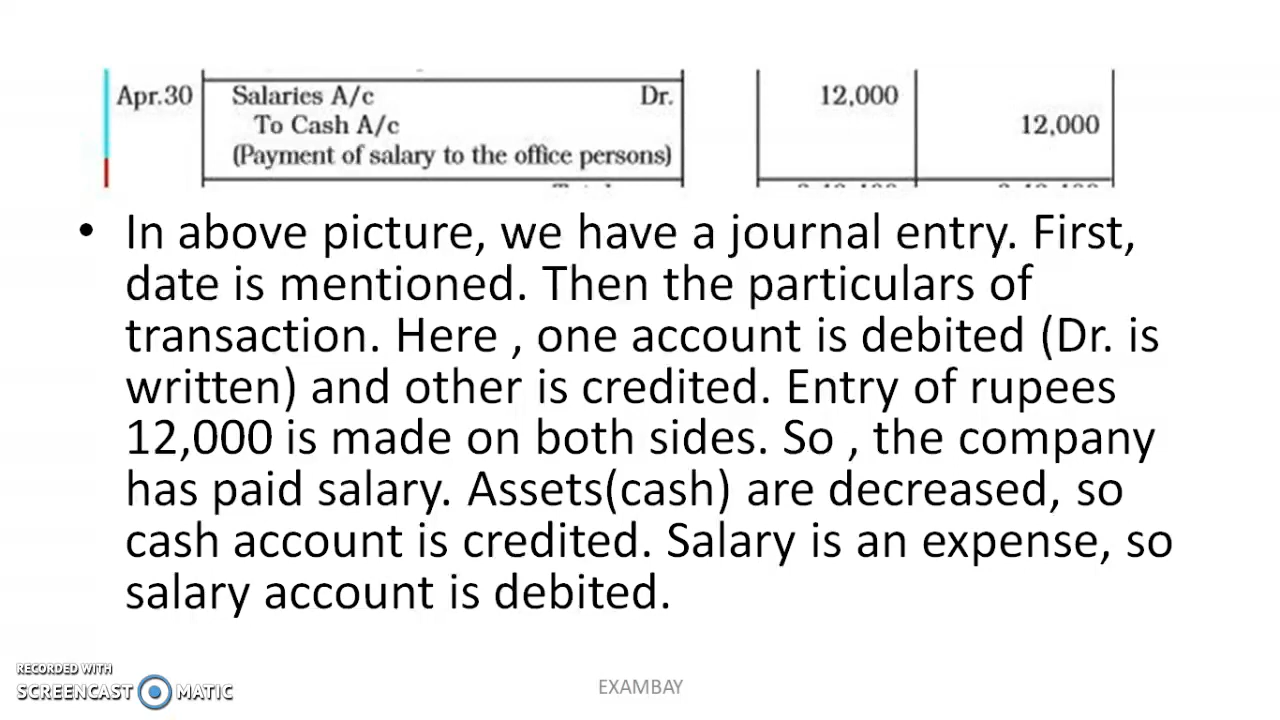 Apr.30 Salaries A/c Dr. 12,000
To Cash A/c 12,000
(Payment of salary to the office persons)
• In above picture, we have a journal entry. First,
date is mentioned. Then the particulars of
transaction. Here , one account is debited (Dr. is
written) and other is credited. Entry of rupees
12,000 is made on both sides. So , the company
has paid salary. Assets(cash) are decreased, so
cash account is credited. Salary is an expense, so
salary account is debited.
RECORDED WITH
SCREENCAST MATIC
EXAMBAY